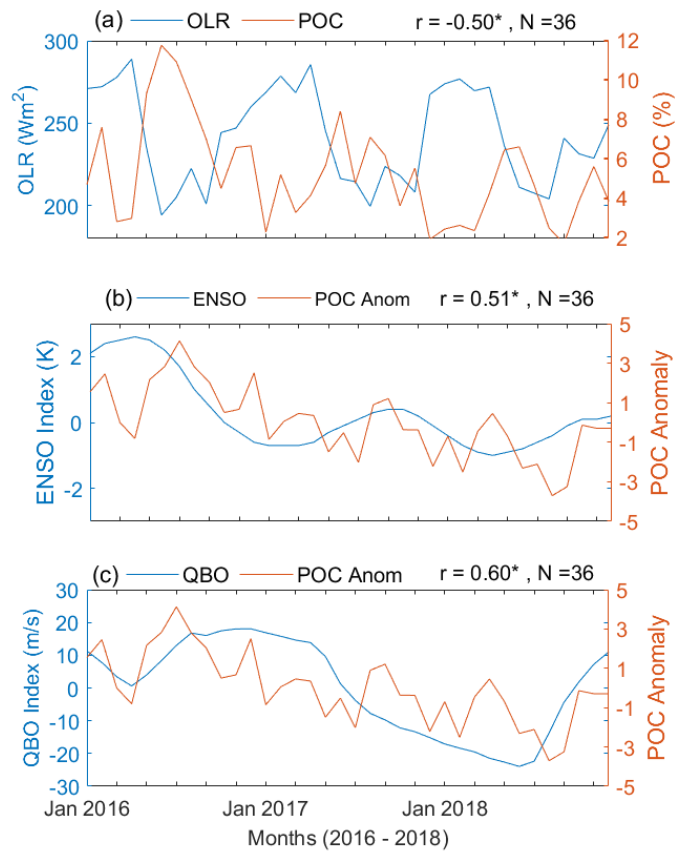 (a) OLR POC r = -0.50* , N =36
300 12
10
250 8
6
200 4
2
OLR (Wm²)
POC (%)
(b) ENSO POC Anom r = 0.51* , N =36
5
2 3
1
0
-1
-2 -3
-5
ENSO Index (K)
POC Anomaly
(c) QBO POC Anom r = 0.60* , N =36
30 5
20 3
10
1
0
-10 -1
-20 -3
-30 -5
QBO Index (m/s)
POC Anomaly
Jan 2016 Jan 2017 Jan 2018
Months (2016 - 2018)